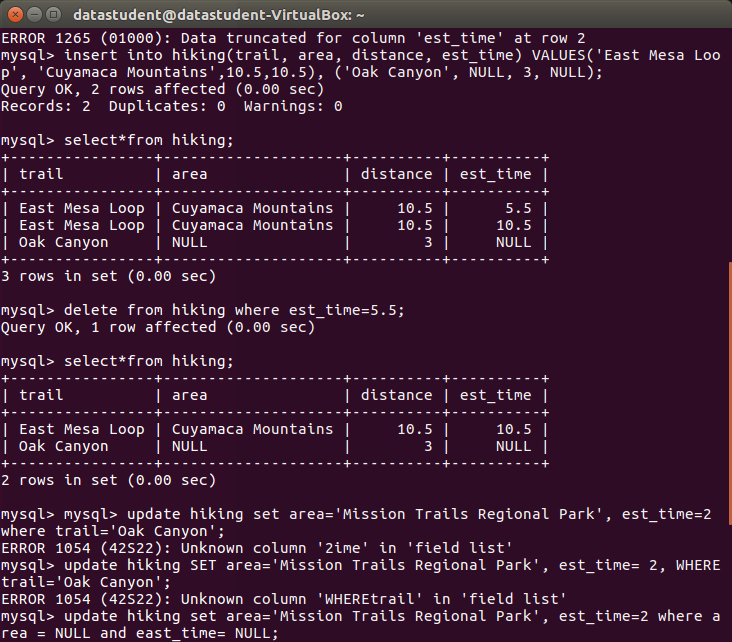 datastudent@datastudent-VirtualBox: ~
ERROR 1265 (01000): Data truncated for column 'est_time' at row 2
mysql> insert into hiking(trail, area, distance, est_time) VALUES('East Mesa Loo
p', 'Cuyamaca Mountains',10.5,10.5), ('Oak Canyon', NULL, 3, NULL);
Query OK, 2 rows affected (0.00 sec)
Records: 2  Duplicates: 0  Warnings: 0
mysql> select*from hiking;
+----------------+--------------------+----------+----------+
| trail          | area               | distance | est_time |
+----------------+--------------------+----------+----------+
| East Mesa Loop | Cuyamaca Mountains |     10.5 |      5.5 |
| East Mesa Loop | Cuyamaca Mountains |     10.5 |     10.5 |
| Oak Canyon     | NULL               |        3 |     NULL |
+----------------+--------------------+----------+----------+
3 rows in set (0.00 sec)
mysql> delete from hiking where est_time=5.5;
Query OK, 1 row affected (0.00 sec)
mysql> select*from hiking;
+----------------+--------------------+----------+----------+
| trail          | area               | distance | est_time |
+----------------+--------------------+----------+----------+
| East Mesa Loop | Cuyamaca Mountains |     10.5 |     10.5 |
| Oak Canyon     | NULL               |        3 |     NULL |
+----------------+--------------------+----------+----------+
2 rows in set (0.00 sec)
mysql> mysql> update hiking set area='Mission Trails Regional Park', est_time=2
where trail='Oak Canyon';
ERROR 1054 (42S22): Unknown column '2ime' in 'field list'
mysql> update hiking SET area='Mission Trails Regional Park', est_time= 2, WHERE
trail='Oak Canyon';
ERROR 1054 (42S22): Unknown column 'WHEREtrail' in 'field list'
mysql> update hiking set area='Mission Trails Regional Park', est_time=2 where a
rea = NULL and east_time= NULL;